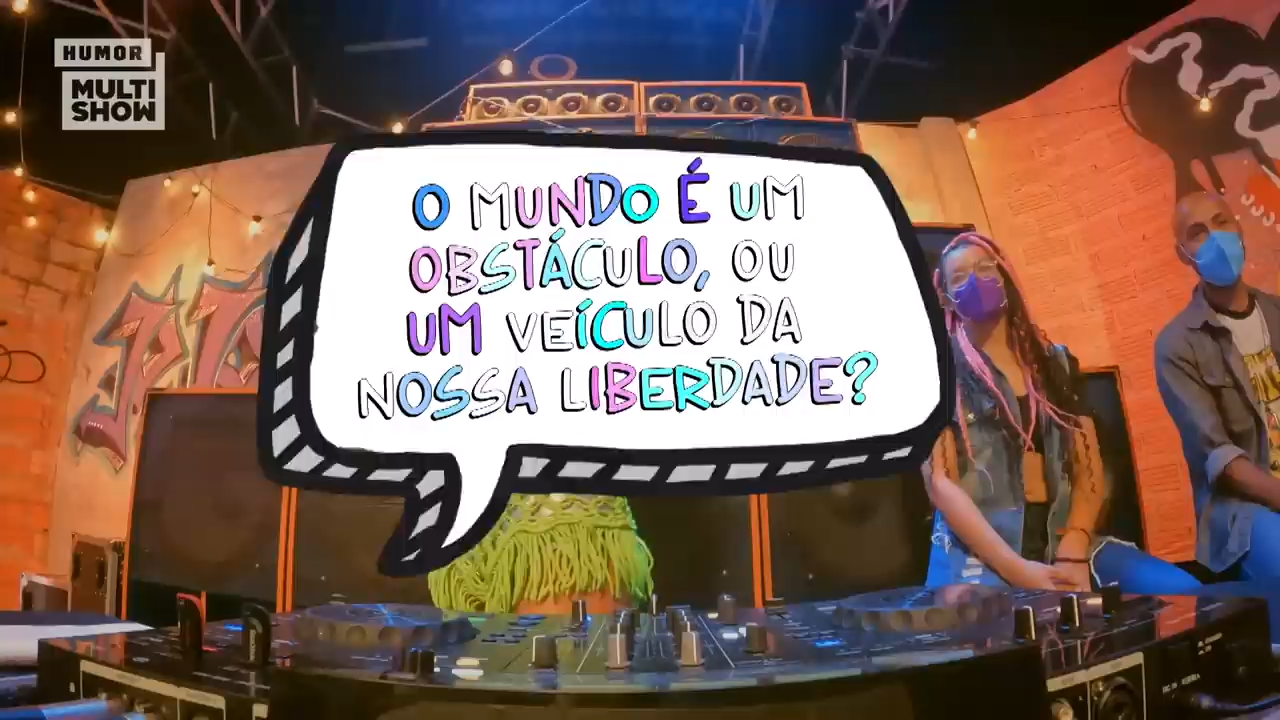 HUMOR
MULTI
SHOW
O MUNDO É UM
OBSTÁCULO, OU
UM VEÍCULO DA
NOSSA LIBERDADE?